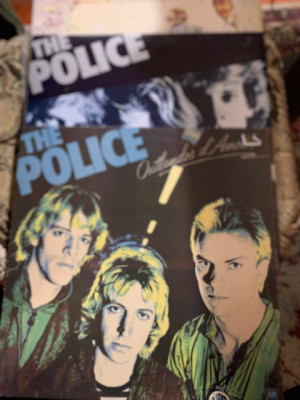 THE
POLICE
THE
POLICE
Outlandos d'Amour